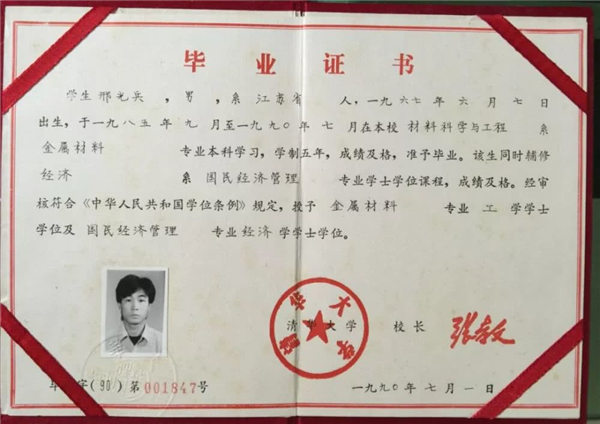 毕业证书
学生邢光兵，男，系江苏省 人，一九六七年六月七日
出生，于一九八五年九月至一九九〇年七月在本校材料科学与工程系
金属材料 专业本科学习，学制五年，成绩及格，准予毕业。该生同时辅修
经济 系国民经济管理 专业学士学位课程，成绩及格。经审
核符合《中华人民共和国学位条例》规定，授予 金属材料 专业 工 学学士
学位及国民经济管理 专业经济学学士学位。
清华大学
清华大学 校长 张孝文
毕 字(90)第001847号
一九九〇年七月一日